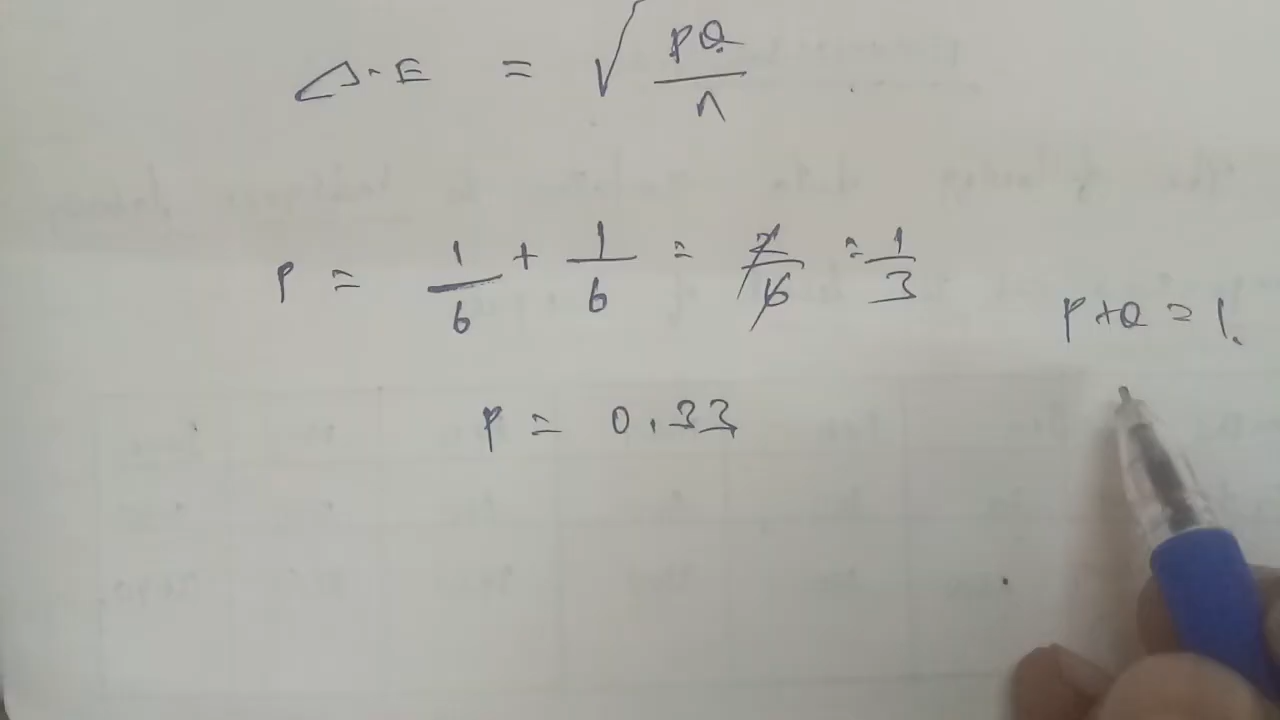 S.E = √PQ/n
P = 1/6 + 1/6 = 2/6 = 1/3
P+Q = 1.
P = 0.33